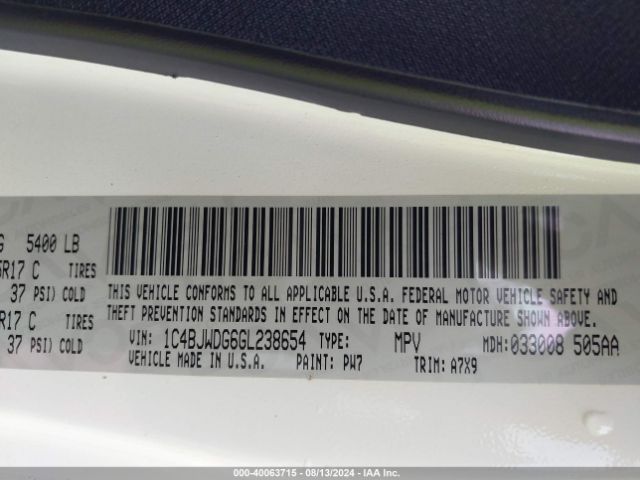 G 5400 LB
R17 C TIRES
37 PSI) COLD
R17 C TIRES
37 PSI) COLD
THIS VEHICLE CONFORMS TO ALL APPLICABLE U.S.A. FEDERAL MOTOR VEHICLE SAFETY AND
THEFT PREVENTION STANDARDS IN EFFECT ON THE DATE OF MANUFACTURE SHOWN ABOVE.
VIN: 1C4BJWDG6GL238654 TYPE: MPV MDH:033008 505AA
VEHICLE MADE IN U.S.A. PAINT: PW7 TRIM: A7X9
000-40063715 - 08/13/2024 - IAA Inc.